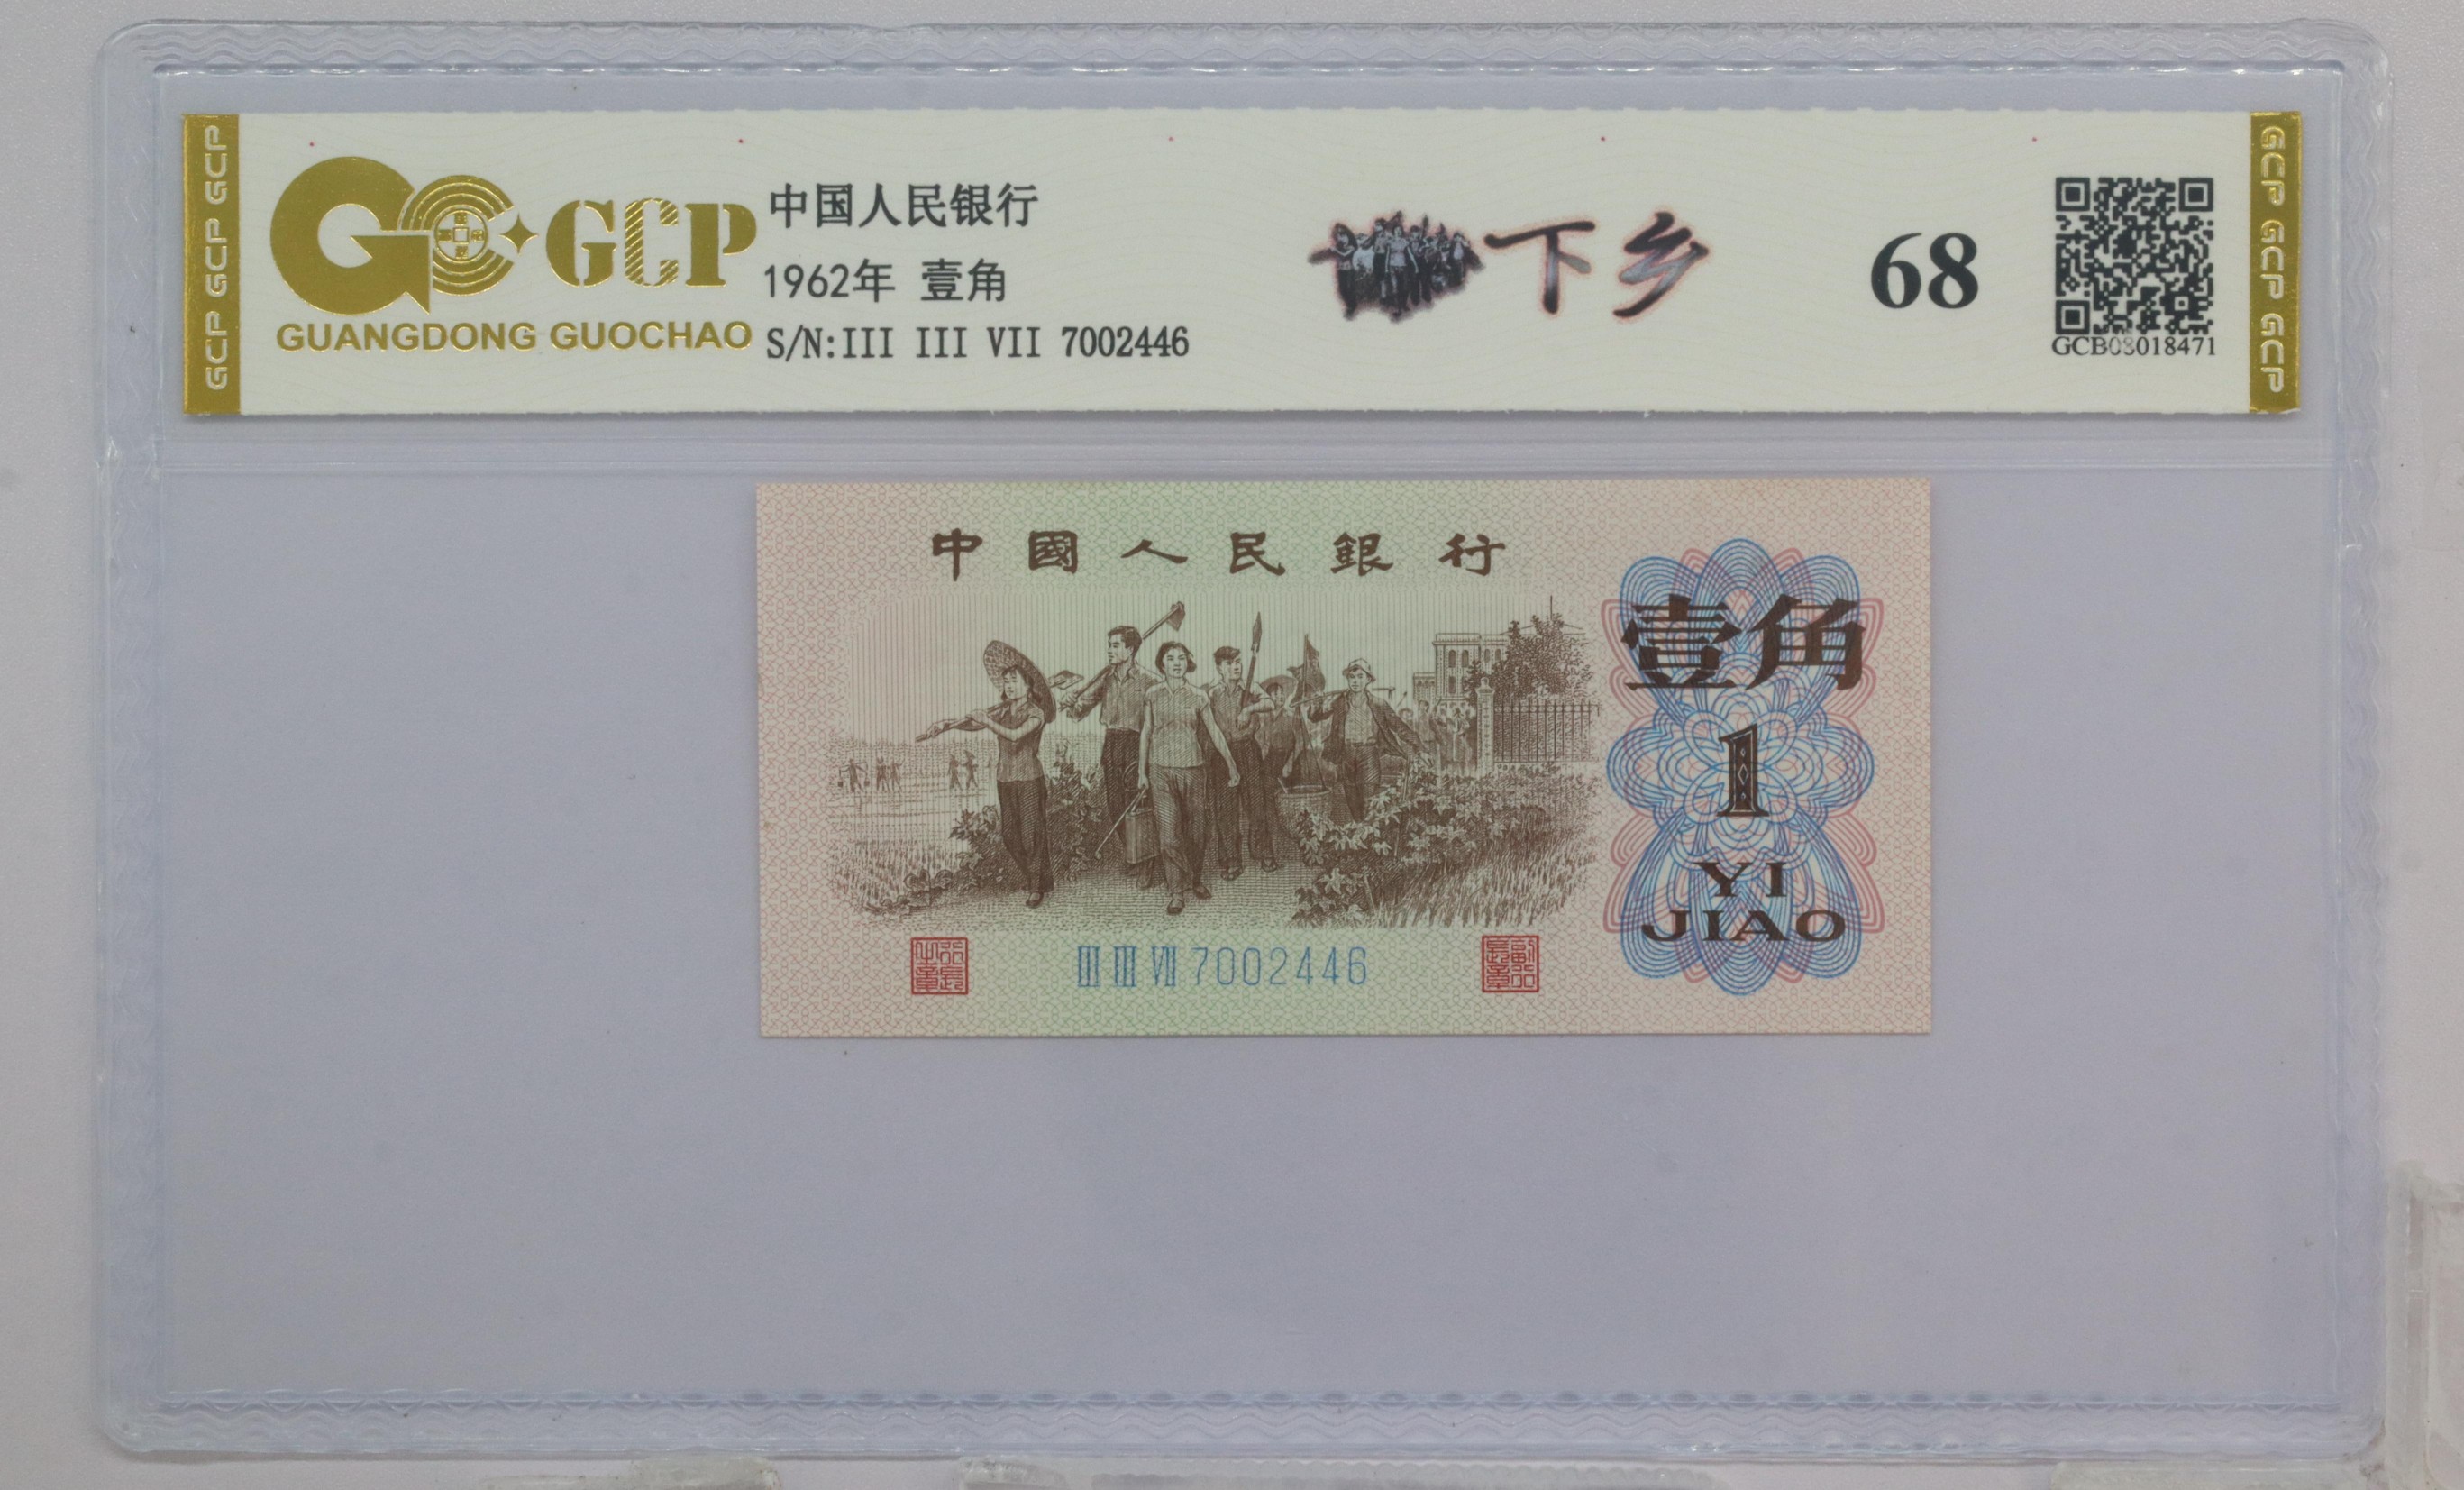 GCP GCP GCP
GCP
GUANGDONG GUOCHAO
中国人民银行
1962年 壹角
S/N:III III VII 7002446
下乡
68
GCB08018471
GCP GCP GCP
中國人民銀行
壹角
1
YI
JIAO
III III VII 7002446